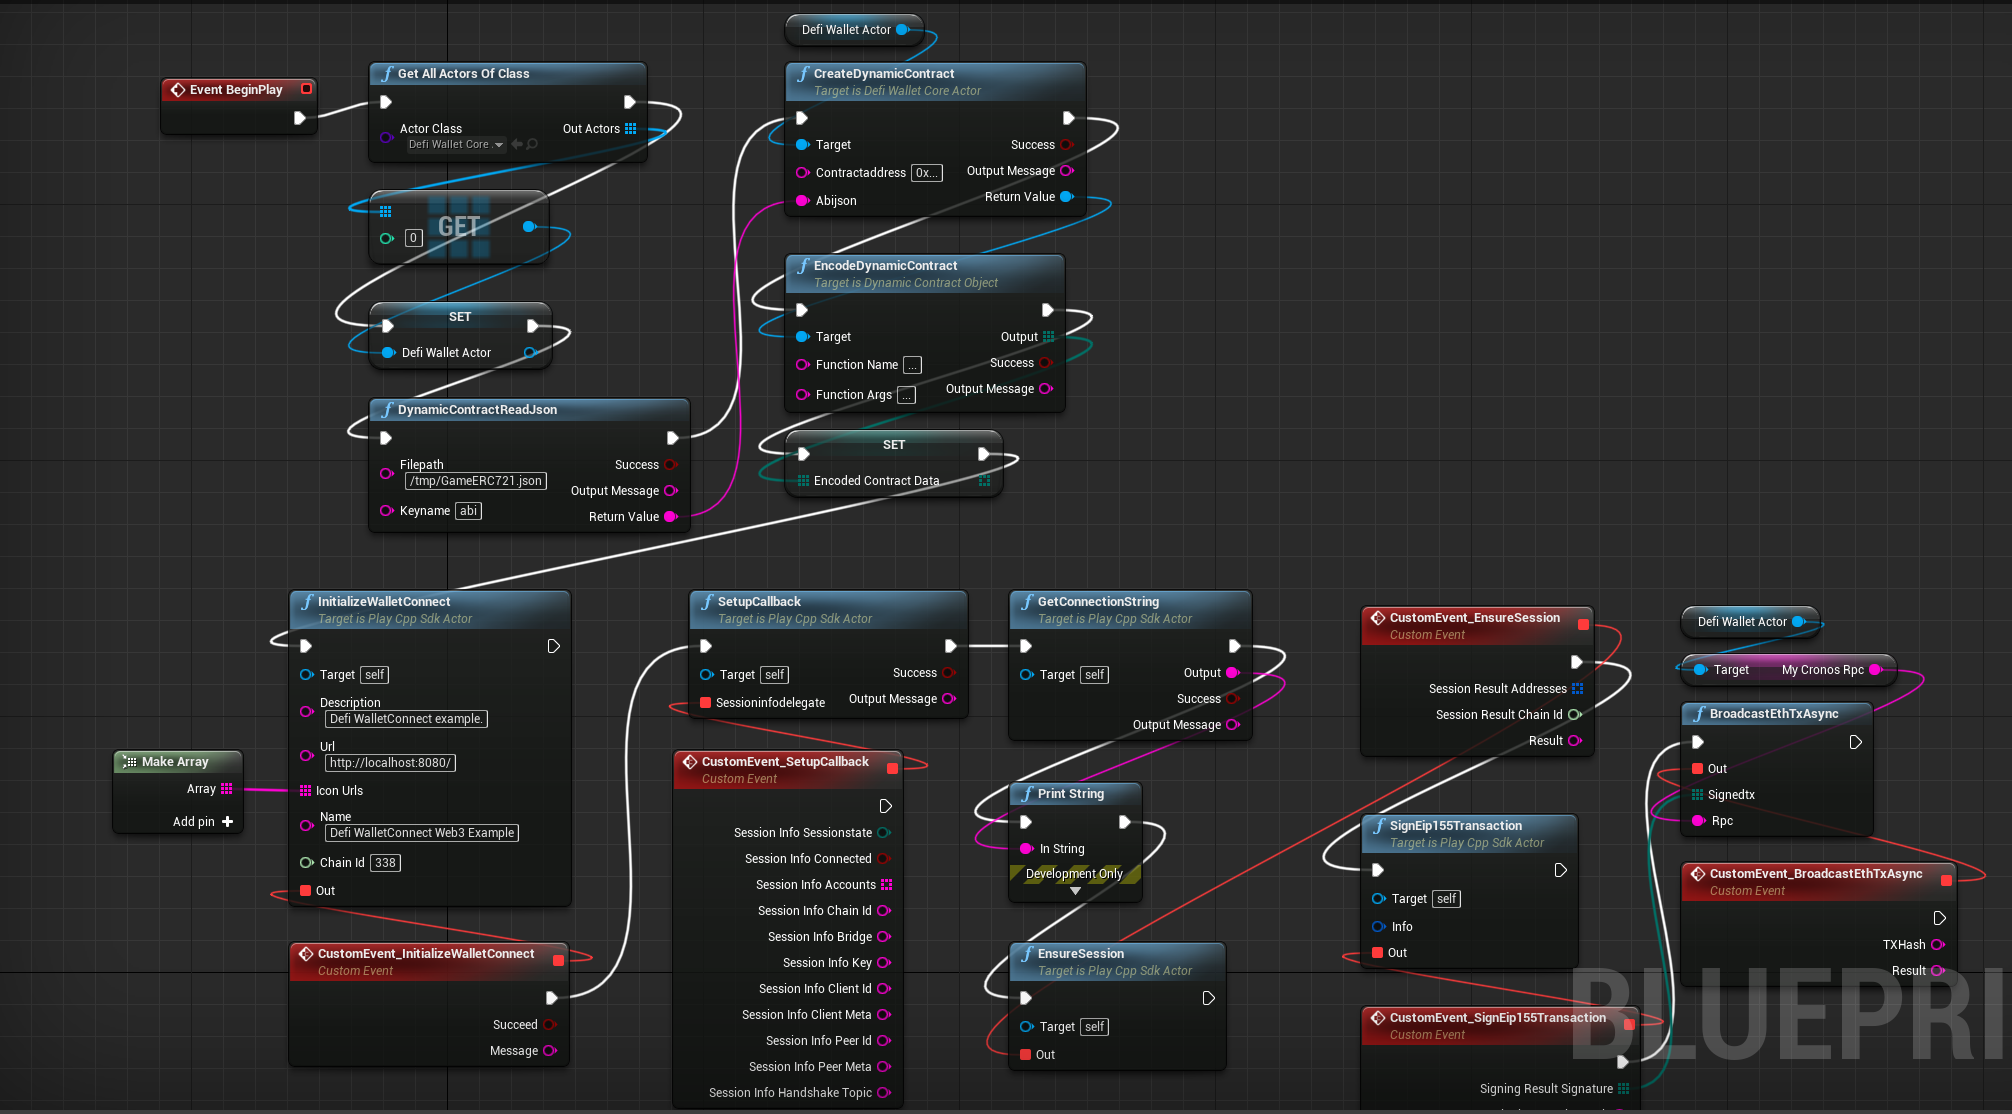 Event BeginPlay
Get All Actors Of Class
Actor Class
Defi Wallet Core
Out Actors
GET
0
SET
Defi Wallet Actor
DynamicContractReadJson
Filepath
/tmp/GameERC721.json
Keyname abi
Success
Output Message
Return Value
Defi Wallet Actor
CreateDynamicContract
Target is Defi Wallet Core Actor
Target
Contractaddress 0x...
Abijson
Success
Output Message
Return Value
EncodeDynamicContract
Target is Dynamic Contract Object
Target
Function Name ...
Function Args ...
Output
Success
Output Message
SET
Encoded Contract Data
Make Array
Array
Add pin
InitializeWalletConnect
Target is Play Cpp Sdk Actor
Target self
Description
Defi WalletConnect example.
Url
http://localhost:8080/
Icon Urls
Name
Defi WalletConnect Web3 Example
Chain Id 338
Out
CustomEvent_InitializeWalletConnect
Custom Event
Succeed
Message
SetupCallback
Target is Play Cpp Sdk Actor
Target self
Sessioninfodelegate
Success
Output Message
CustomEvent_SetupCallback
Custom Event
Session Info Sessionstate
Session Info Connected
Session Info Accounts
Session Info Chain Id
Session Info Bridge
Session Info Key
Session Info Client Id
Session Info Client Meta
Session Info Peer Id
Session Info Peer Meta
Session Info Handshake Topic
GetConnectionString
Target is Play Cpp Sdk Actor
Target self
Output
Success
Output Message
Print String
In String
Development Only
EnsureSession
Target is Play Cpp Sdk Actor
Target self
Out
CustomEvent_EnsureSession
Custom Event
Session Result Addresses
Session Result Chain Id
Result
SignEip155Transaction
Target is Play Cpp Sdk Actor
Target self
Info
Out
CustomEvent_SignEip155Transaction
Custom Event
Signing Result Signature
Defi Wallet Actor
Target My Cronos Rpc
BroadcastEthTxAsync
Out
Signedtx
Rpc
CustomEvent_BroadcastEthTxAsync
Custom Event
TXHash
Result
BLUEPRI